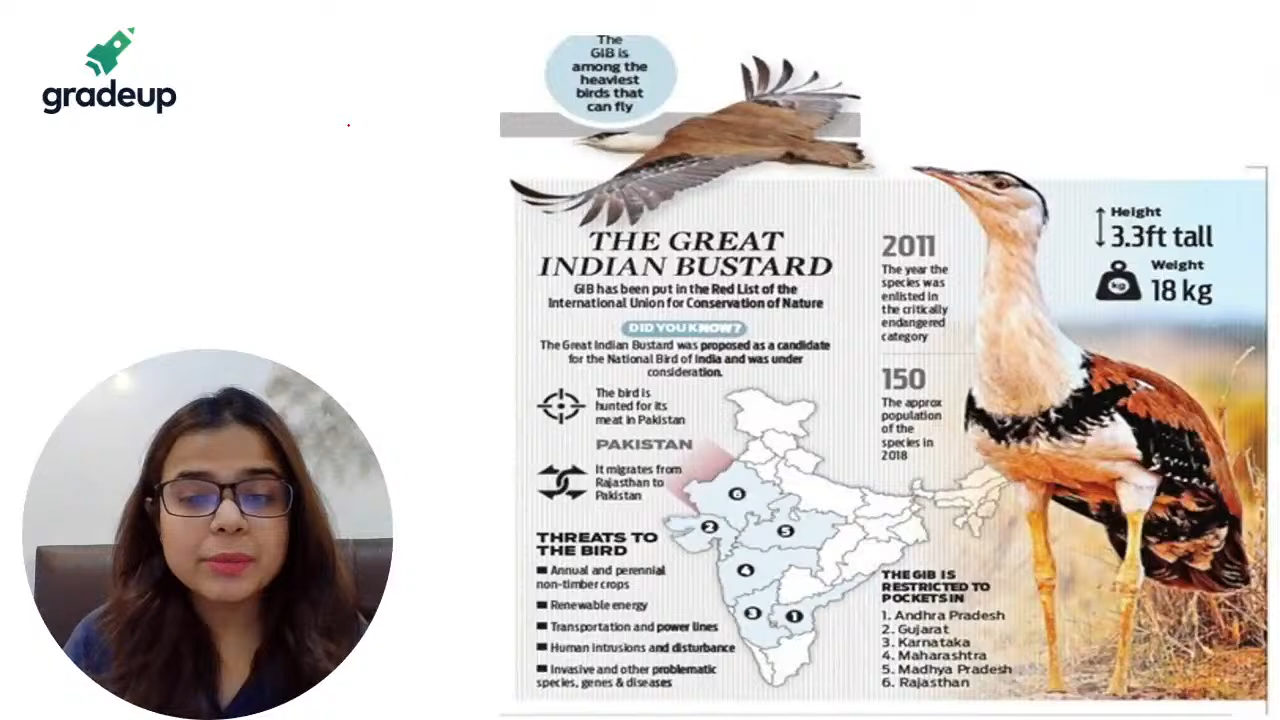 gradeup
The
GIB is
among the
heaviest
birds that
can fly
THE GREAT
INDIAN BUSTARD
GIB has been put in the Red List of the
International Union for Conservation of Nature
DID YOU KNOW?
The Great Indian Bustard was proposed as a candidate
for the National Bird of India and was under
consideration.
The bird is
hunted for its
meat in Pakistan
PAKISTAN
It migrates from
Rajasthan to
Pakistan
THREATS TO
THE BIRD
Annual and perennial
non-timber crops
Renewable energy
Transportation and power lines
Human intrusions and disturbance
Invasive and other problematic
species, genes & diseases
6
2
5
4
3
1
2011
The year the
species was
enlisted in
the critically
endangered
category
150
The approx
population
of the
species in
2018
Height
3.3ft tall
kg
Weight
18 kg
THE GIB IS
RESTRICTED TO
POCKETS IN
1. Andhra Pradesh
2. Gujarat
3. Karnataka
4. Maharashtra
5. Madhya Pradesh
6. Rajasthan